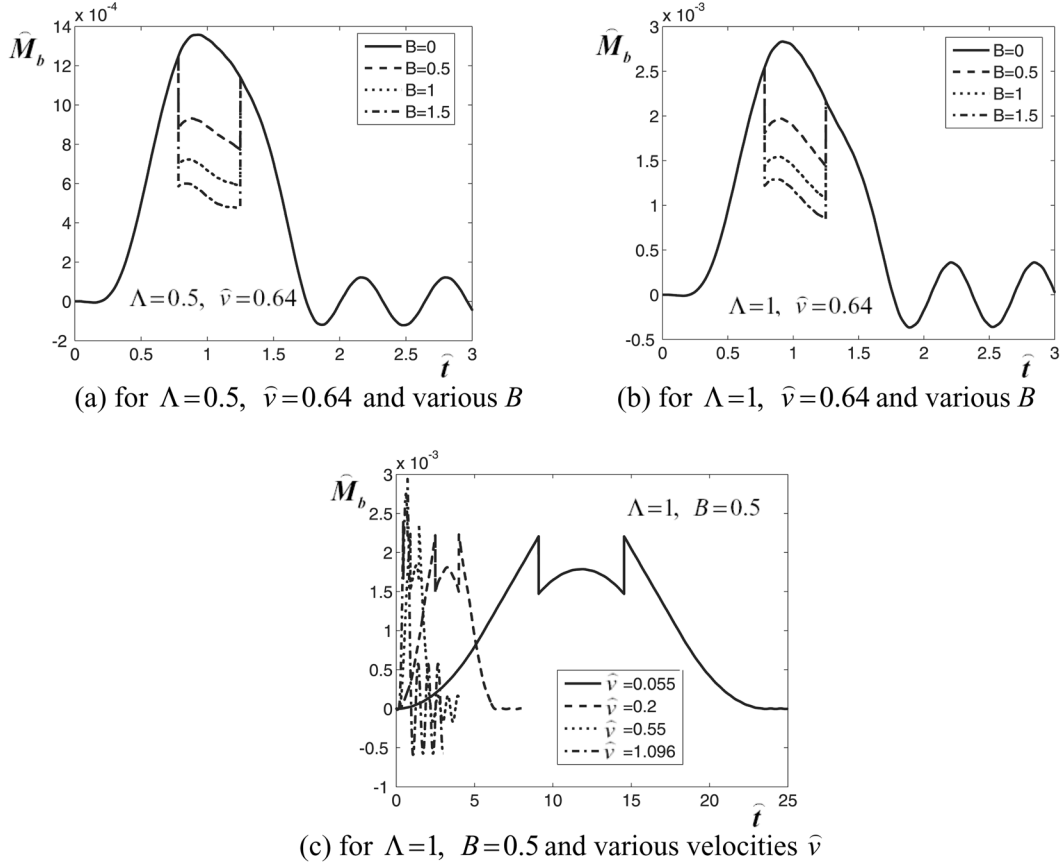 x 10⁻⁴
14
12
10
8
6
4
2
0
-2
M̂_b
B=0
B=0.5
B=1
B=1.5
Λ=0.5, v̂=0.64
0 0.5 1 1.5 2 2.5 3
t̂
(a) for Λ=0.5, v̂=0.64 and various B
x 10⁻³
3
2.5
2
1.5
1
0.5
0
-0.5
M̂_b
B=0
B=0.5
B=1
B=1.5
Λ=1, v̂=0.64
0 0.5 1 1.5 2 2.5 3
t̂
(b) for Λ=1, v̂=0.64 and various B
x 10⁻³
3
2.5
2
1.5
1
0.5
0
-0.5
-1
M̂_b
Λ=1, B=0.5
v̂ =0.055
v̂ =0.2
v̂ =0.55
v̂ =1.096
0 5 10 15 20 25
t̂
(c) for Λ=1, B=0.5 and various velocities v̂